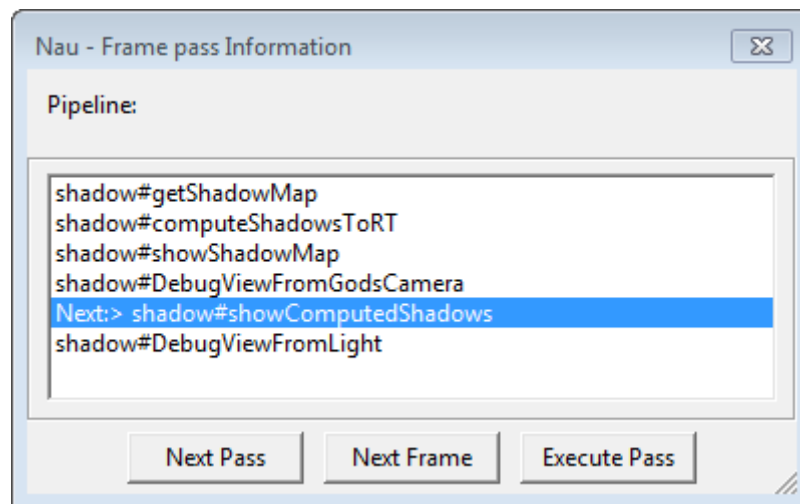 Nau - Frame pass Information
Pipeline:
shadow#getShadowMap
shadow#computeShadowsToRT
shadow#showShadowMap
shadow#DebugViewFromGodsCamera
Next:> shadow#showComputedShadows
shadow#DebugViewFromLight
Next Pass Next Frame Execute Pass